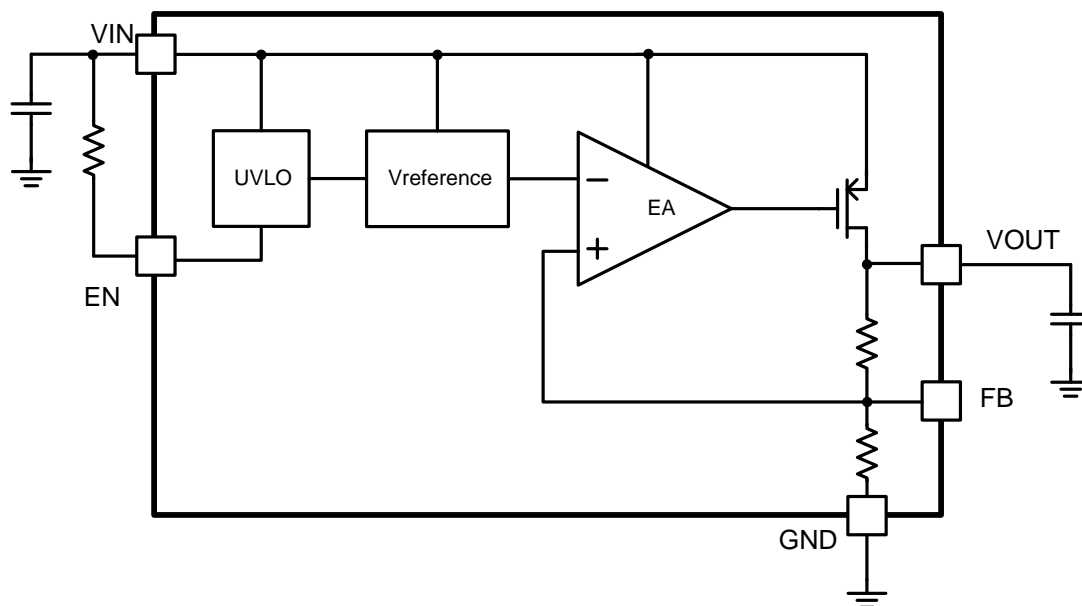 VIN
UVLO
Vreference
−
EA
+
VOUT
EN
FB
GND